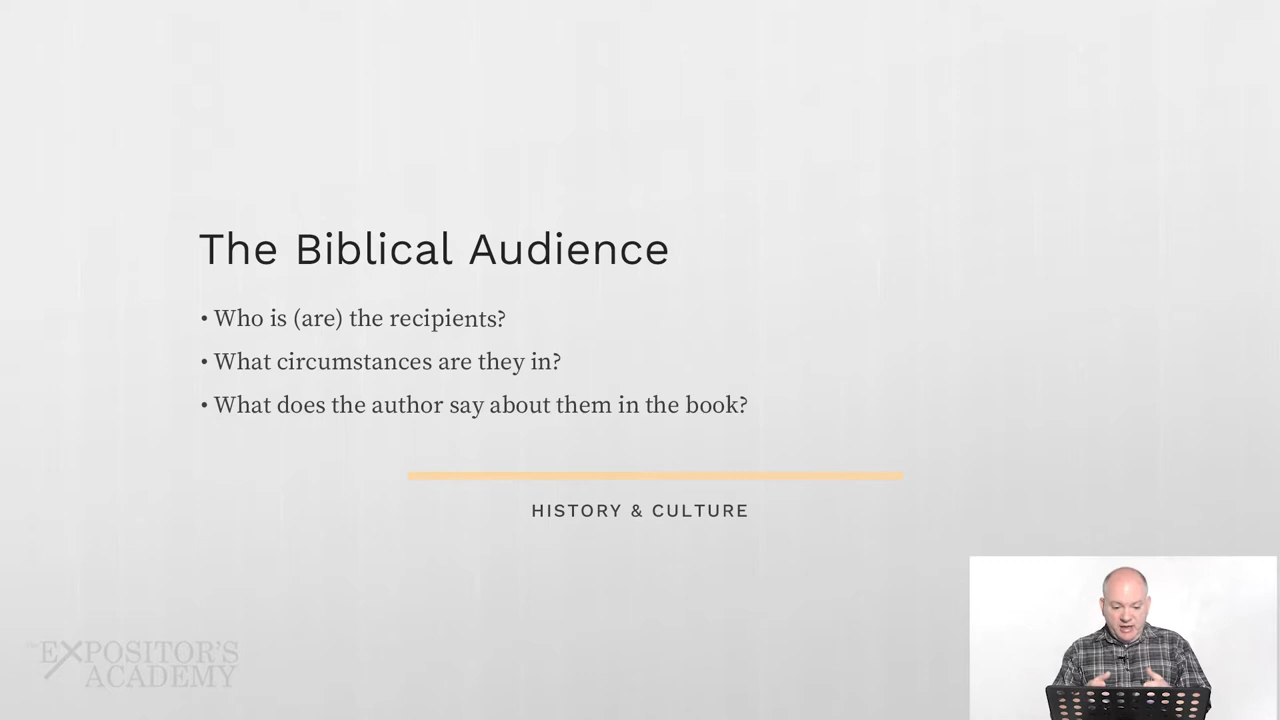 The Biblical Audience
• Who is (are) the recipients?
• What circumstances are they in?
• What does the author say about them in the book?
HISTORY & CULTURE
THE EXPOSITOR'S
ACADEMY